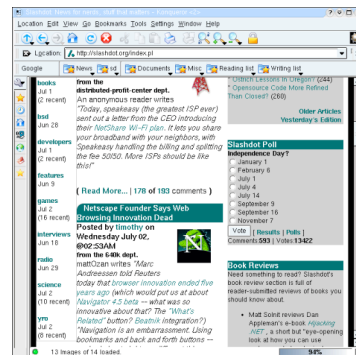 Slashdot: News for nerds, stuff that matters - Konqueror
Location Edit View Go Bookmarks Tools Settings Window Help
Location: http://slashdot.org/index.pl
Google News sd Documents Misc Reading list Writing list
books
Jul 1
(2 recent)
bsd
Jun 28
developers
Jul 1
(2 recent)
features
Jun 9
games
Jul 2
(16 recent)
interviews
Jun 18
radio
Jun 29
science
Jul 2
(10 recent)
yro
Jul 2
(6 recent)
from the
distributed-profit-center dept.
An anonymous reader writes
"Today, speakeasy (the greatest ISP ever)
sent out a letter from the CEO introducing
their NetShare Wi-Fi plan. It lets you share
your broadband with your neighbors, with
Speakeasy handling the billing and splitting
the fee 50/50. More ISPs should be like
this!"
( Read More... | 178 of 193 comments )
Netscape Founder Says Web
Browsing Innovation Dead
Posted by timothy on
Wednesday July 02,
@02:53AM
from the 640k dept.
mattOzan writes "Marc
Andreessen told Reuters
today that browser innovation ended five
years ago (which would put us at about
Navigator 4.5 beta -- what was so
innovative about that? The "What's
Related" button? Beatnik integration?)
"Navigation is an embarrassment. Using
bookmarks and back and forth buttons --
Ostrich Lessons in Oregon? (244)
Opensource Code More Refined
Than Closed? (260)
Older Articles
Yesterday's Edition
Slashdot Poll
Independence Day?
January 1
February 6
July 1
July 4
July 14
September 9
September 16
November 7
Vote [ Results | Polls ]
Comments:593 | Votes:13422
Book Reviews
Need something to read? Slashdot's
book review section is full of
reader-submitted reviews of books you
should know about.
Matt Solnit reviews Dan
Appleman's e-book Hijacking
.NET , a short but "eye-opening
look at how you can use
13 Images of 14 loaded.
94%